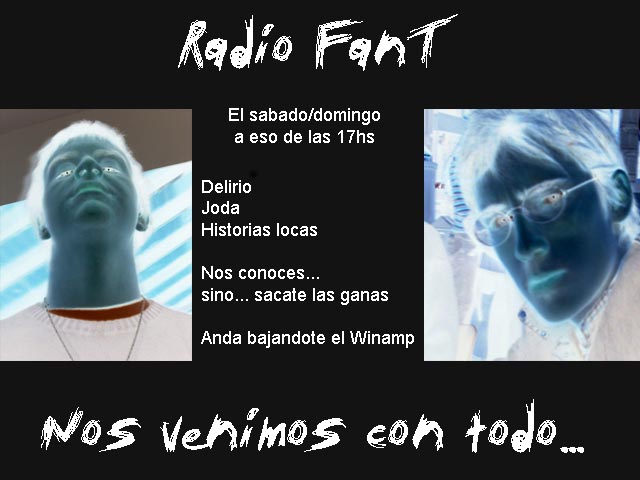 Radio FanT
El sabado/domingo
a eso de las 17hs
Delirio
Joda
Historias locas
Nos conoces...
sino... sacate las ganas
Anda bajandote el Winamp
Nos venimos con todo...